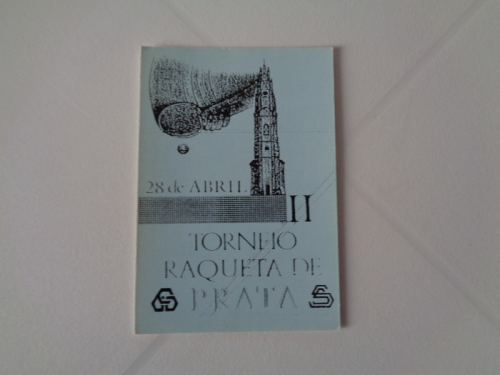 28 de ABRIL
II
TORNEIO
RAQUETA DE
PRATA